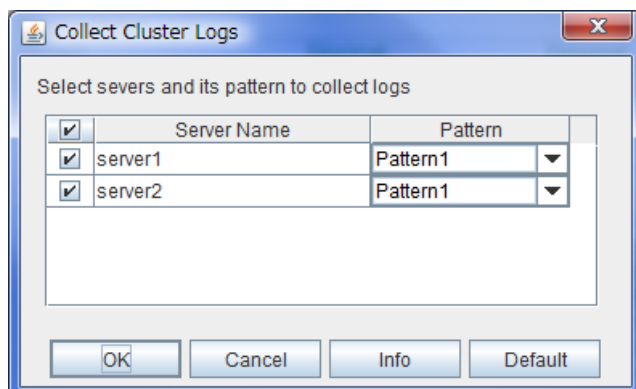 Collect Cluster Logs
Select severs and its pattern to collect logs
Server Name Pattern
server1 Pattern1
server2 Pattern1
OK Cancel Info Default